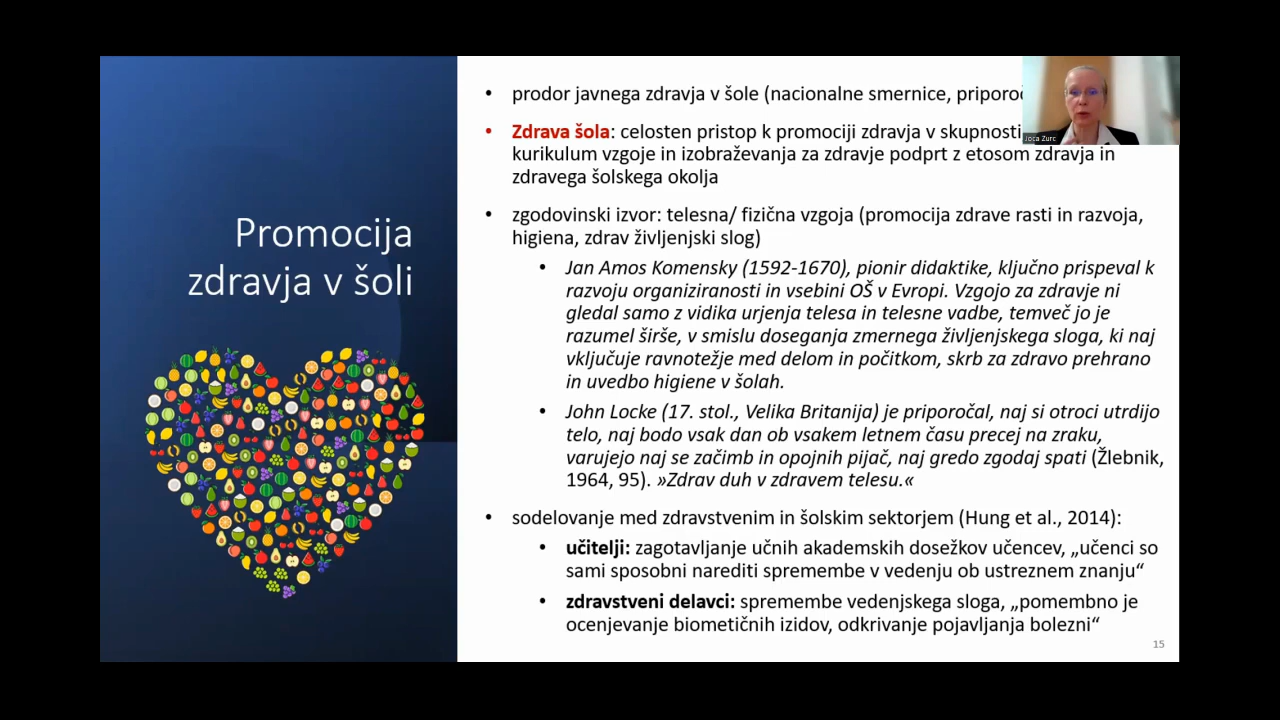 Promocija
zdravja v šoli
• prodor javnega zdravja v šole (nacionalne smernice,
• Zdrava šola: celosten pristop k promociji zdravja v skupnosti
kurikulum vzgoje in izobraževanja za zdravje podprt z etosom zdravja in
zdravega šolskega okolja
• zgodovinski izvor: telesna/ fizična vzgoja (promocija zdrave rasti in razvoja,
higiena, zdrav življenjski slog)
• Jan Amos Komensky (1592-1670), pionir didaktike, ključno prispeval k
razvoju organiziranosti in vsebini OŠ v Evropi. Vzgojo za zdravje ni
gledal samo z vidika urjenja telesa in telesne vadbe, temveč jo je
razumel širše, v smislu doseganja zmernega življenjskega sloga, ki naj
vključuje ravnotežje med delom in počitkom, skrb za zdravo prehrano
in uvedbo higiene v šolah.
• John Locke (17. stol., Velika Britanija) je priporočal, naj si otroci utrdijo
telo, naj bodo vsak dan ob vsakem letnem času precej na zraku,
varujejo naj se začimb in opojnih pijač, naj gredo zgodaj spati (Žlebnik,
1964, 95). »Zdrav duh v zdravem telesu.«
• sodelovanje med zdravstvenim in šolskim sektorjem (Hung et al., 2014):
• učitelji: zagotavljanje učnih akademskih dosežkov učencev, „učenci so
sami sposobni narediti spremembe v vedenju ob ustreznem znanju“
• zdravstveni delavci: spremembe vedenjskega sloga, „pomembno je
ocenjevanje biometičnih izidov, odkrivanje pojavljanja bolezni“
15
Joca Zurc